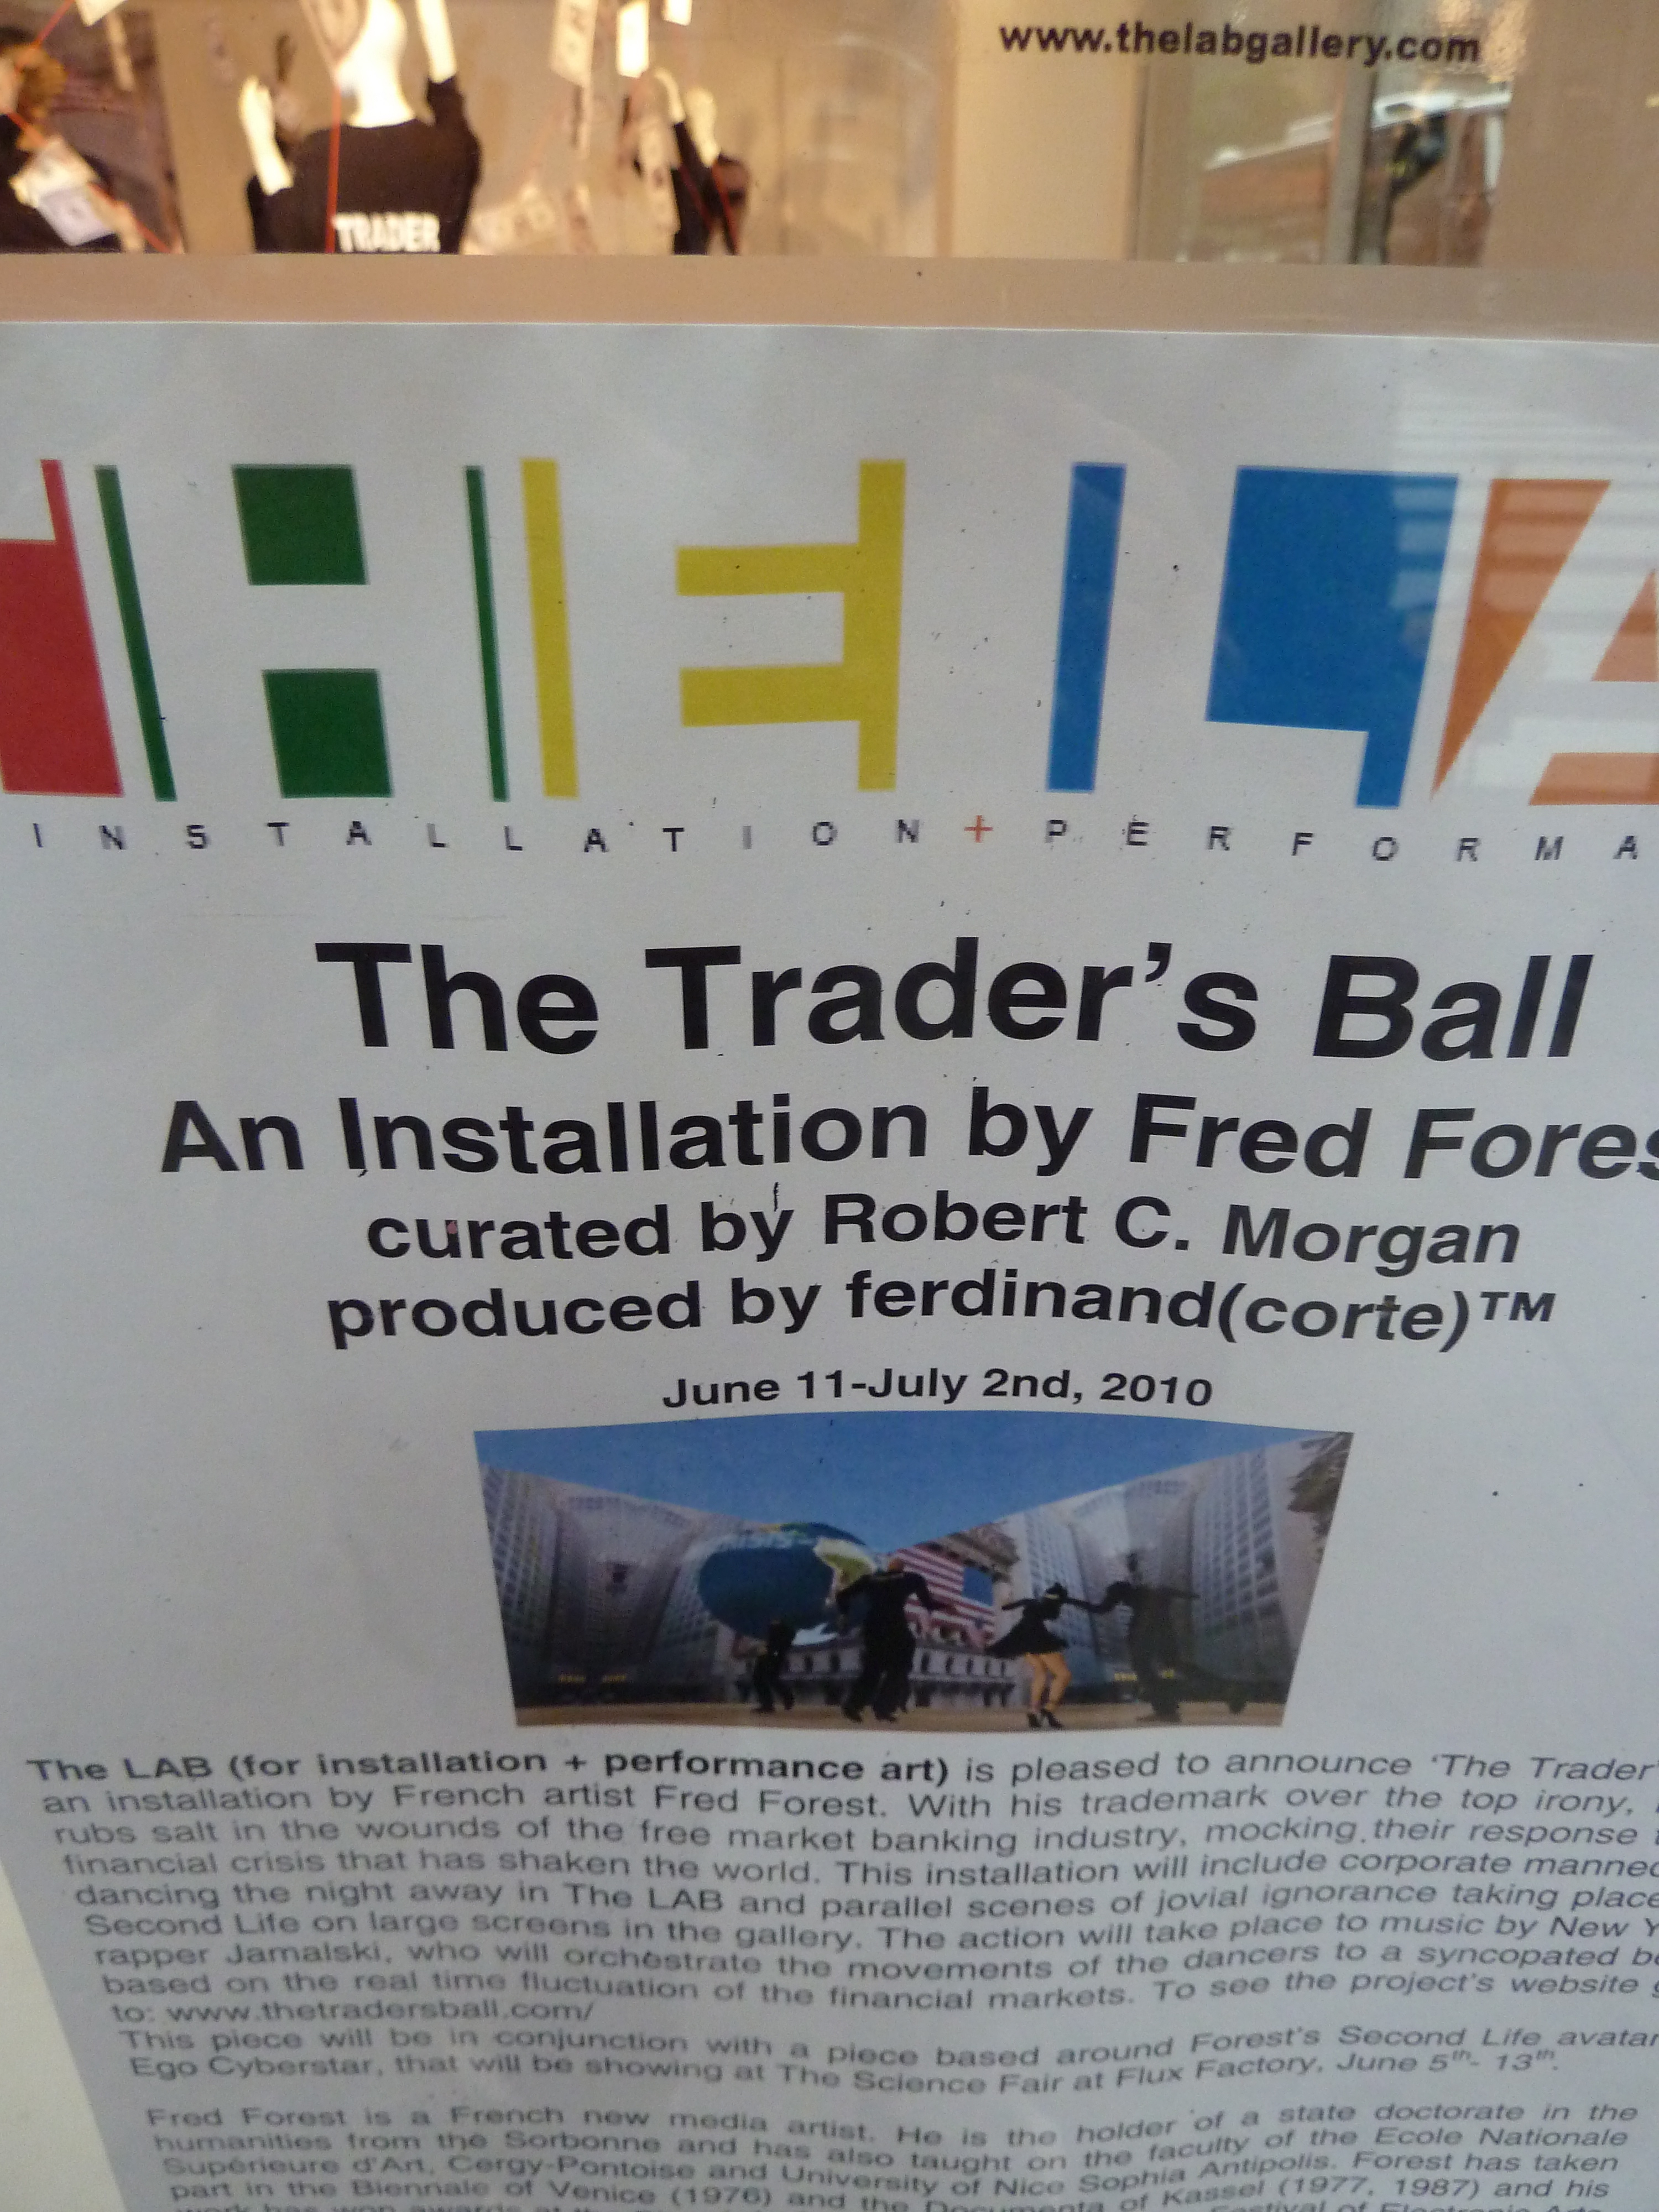 www.thelabgallery.com
TRADER
THE LA
INSTALLATION+PERFORMA
The Trader's Ball
An Installation by Fred Fores
curated by Robert C. Morgan
produced by ferdinand(corte)™
June 11-July 2nd, 2010
The LAB (for installation + performance art) is pleased to announce 'The Trader'
an installation by French artist Fred Forest. With his trademark over the top irony,
rubs salt in the wounds of the free market banking industry, mocking their response
financial crisis that has shaken the world. This installation will include corporate manneq
dancing the night away in The LAB and parallel scenes of jovial ignorance taking place
Second Life on large screens in the gallery. The action will take place to music by New Y
rapper Jamalski, who will orchestrate the movements of the dancers to a syncopated be
based on the real time fluctuation of the financial markets. To see the project's website g
to: www.thetradersball.com/
This piece will be in conjunction with a piece based around Forest's Second Life avatar
Ego Cyberstar, that will be showing at The Science Fair at Flux Factory, June 5th- 13th.
Fred Forest is a French new media artist. He is the holder of a state doctorate in the
humanities from the Sorbonne and has also taught on the faculty of the Ecole Nationale
Supérieure d'Art, Cergy-Pontoise and University of Nice Sophia Antipolis. Forest has taken
part in the Biennale of Venice (1976) and the Documenta of Kassel (1977, 1987) and his